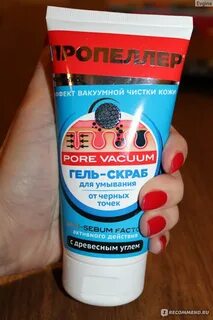 ПРОПЕЛЛЕР
ЭФФЕКТ ВАКУУМНОЙ ЧИСТКИ КОЖИ
PORE VACUUM
ГЕЛЬ-СКРАБ
для умывания
от черных
точек
SEBUM FACTO
активного действия
с древесным углем
IRECOMMEND.RU